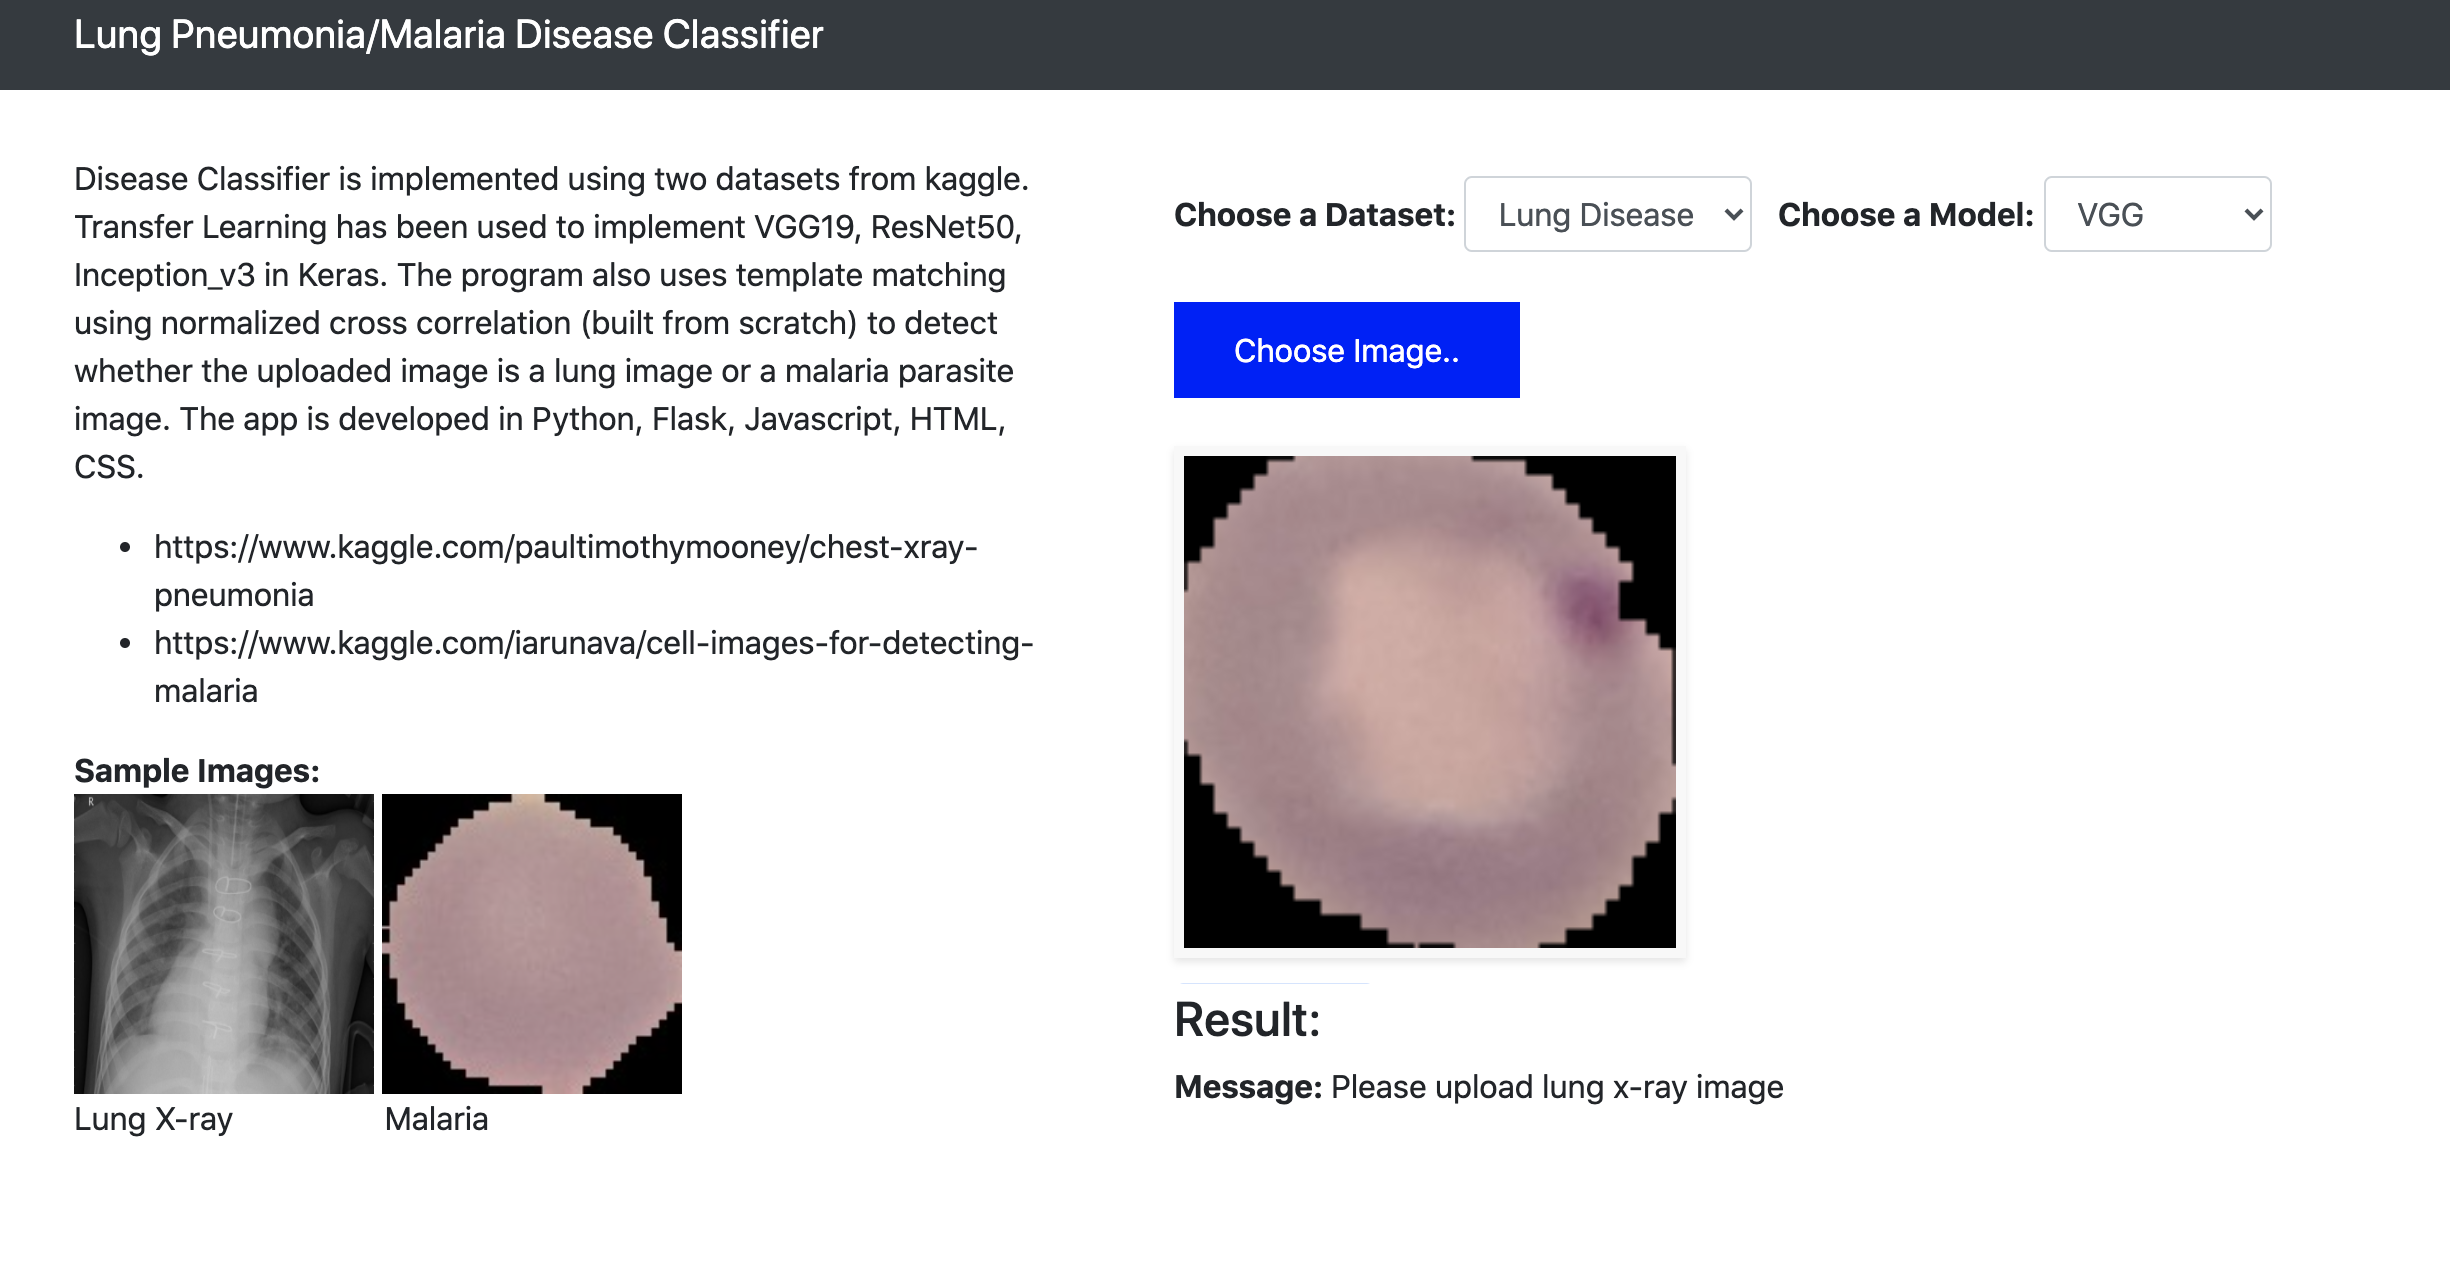 Lung Pneumonia/Malaria Disease Classifier
Disease Classifier is implemented using two datasets from kaggle.
Transfer Learning has been used to implement VGG19, ResNet50,
Inception_v3 in Keras. The program also uses template matching
using normalized cross correlation (built from scratch) to detect
whether the uploaded image is a lung image or a malaria parasite
image. The app is developed in Python, Flask, Javascript, HTML,
CSS.
• https://www.kaggle.com/paultimothymooney/chest-xray-
pneumonia
• https://www.kaggle.com/iarunava/cell-images-for-detecting-
malaria
Sample Images:
R
Lung X-ray Malaria
Choose a Dataset: Lung Disease Choose a Model: VGG
Choose Image..
Result:
Message: Please upload lung x-ray image